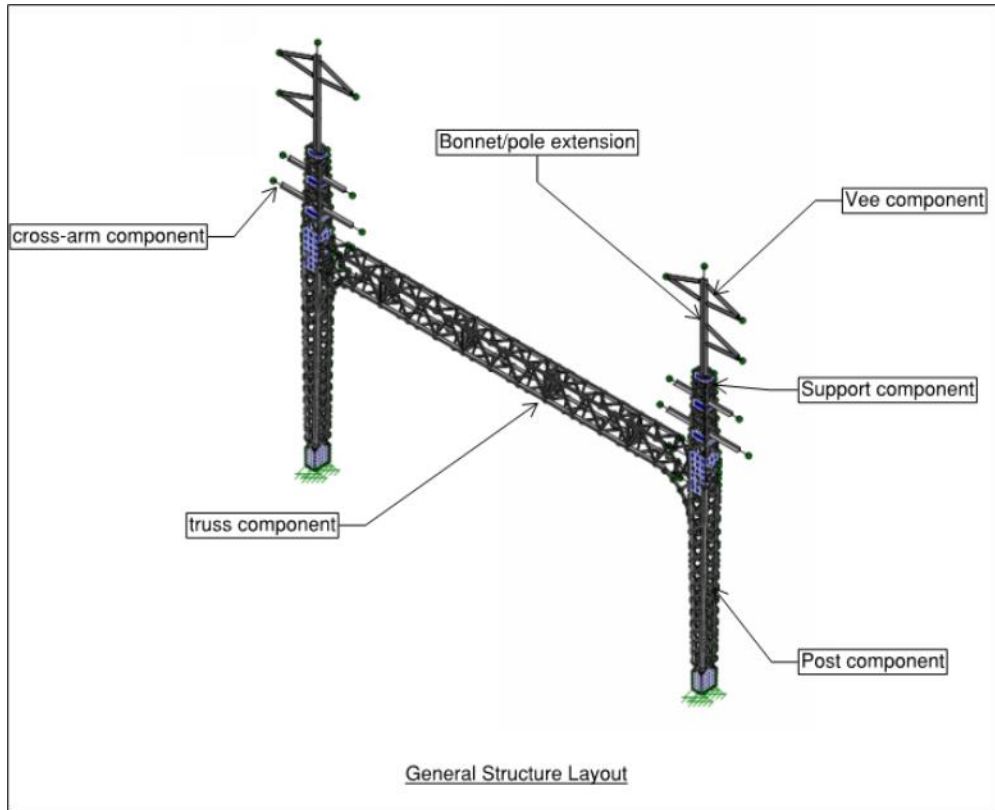 Bonnet/pole extension
Vee component
cross-arm component
Support component
truss component
Post component
General Structure Layout